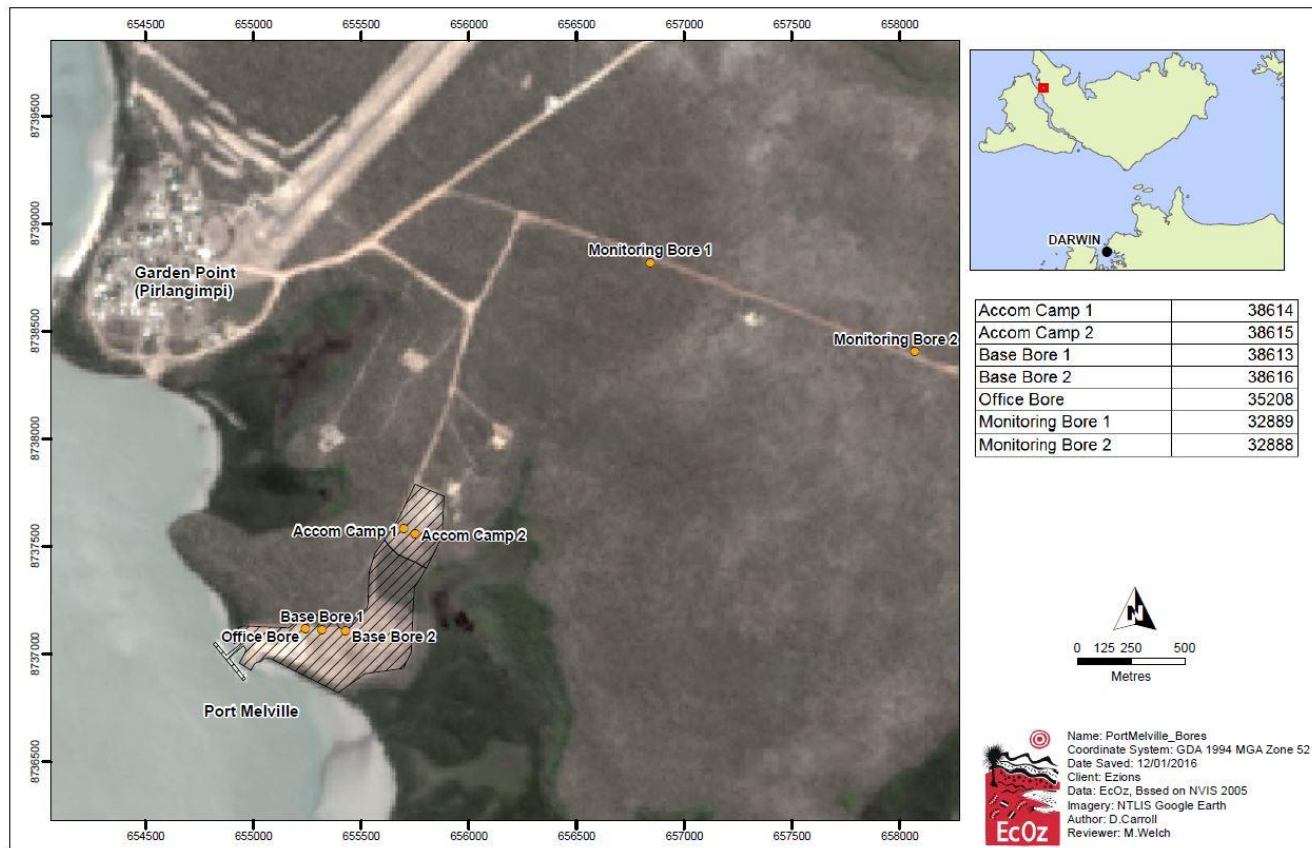 654500 655000 655500 656000 656500 657000 657500 658000
8739500
8739000
8738500
8738000
8737500
8737000
8736500
Garden Point
(Pirlangimpi)
Monitoring Bore 1
Monitoring Bore 2
Accom Camp 1
Accom Camp 2
Base Bore 1
Office Bore
Base Bore 2
Port Melville
654500 655000 655500 656000 656500 657000 657500 658000
DARWIN
Accom Camp 1 38614
Accom Camp 2 38615
Base Bore 1 38613
Base Bore 2 38616
Office Bore 35208
Monitoring Bore 1 32889
Monitoring Bore 2 32888
N
0 125 250 500
Metres
EcOz
Name: PortMelville_Bores
Coordinate System: GDA 1994 MGA Zone 52
Date Saved: 12/01/2016
Client: Ezions
Data: EcOz, Bssed on NVIS 2005
Imagery: NTLIS Google Earth
Author: D.Carroll
Reviewer: M.Welch